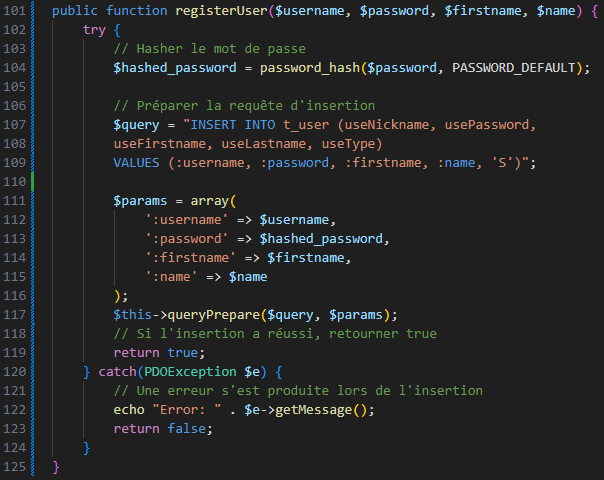 101 public function registerUser($username, $password, $firstname, $name) {
102     try {
103         // Hasher le mot de passe
104         $hashed_password = password_hash($password, PASSWORD_DEFAULT);
105
106         // Préparer la requête d'insertion
107         $query = "INSERT INTO t_user (useNickname, usePassword,
108         useFirstname, useLastname, useType)
109         VALUES (:username, :password, :firstname, :name, 'S')";
110
111         $params = array(
112             ':username' => $username,
113             ':password' => $hashed_password,
114             ':firstname' => $firstname,
115             ':name' => $name
116         );
117         $this->queryPrepare($query, $params);
118         // Si l'insertion a réussi, retourner true
119         return true;
120     } catch(PDOException $e) {
121         // Une erreur s'est produite lors de l'insertion
122         echo "Error: " . $e->getMessage();
123         return false;
124     }
125 }